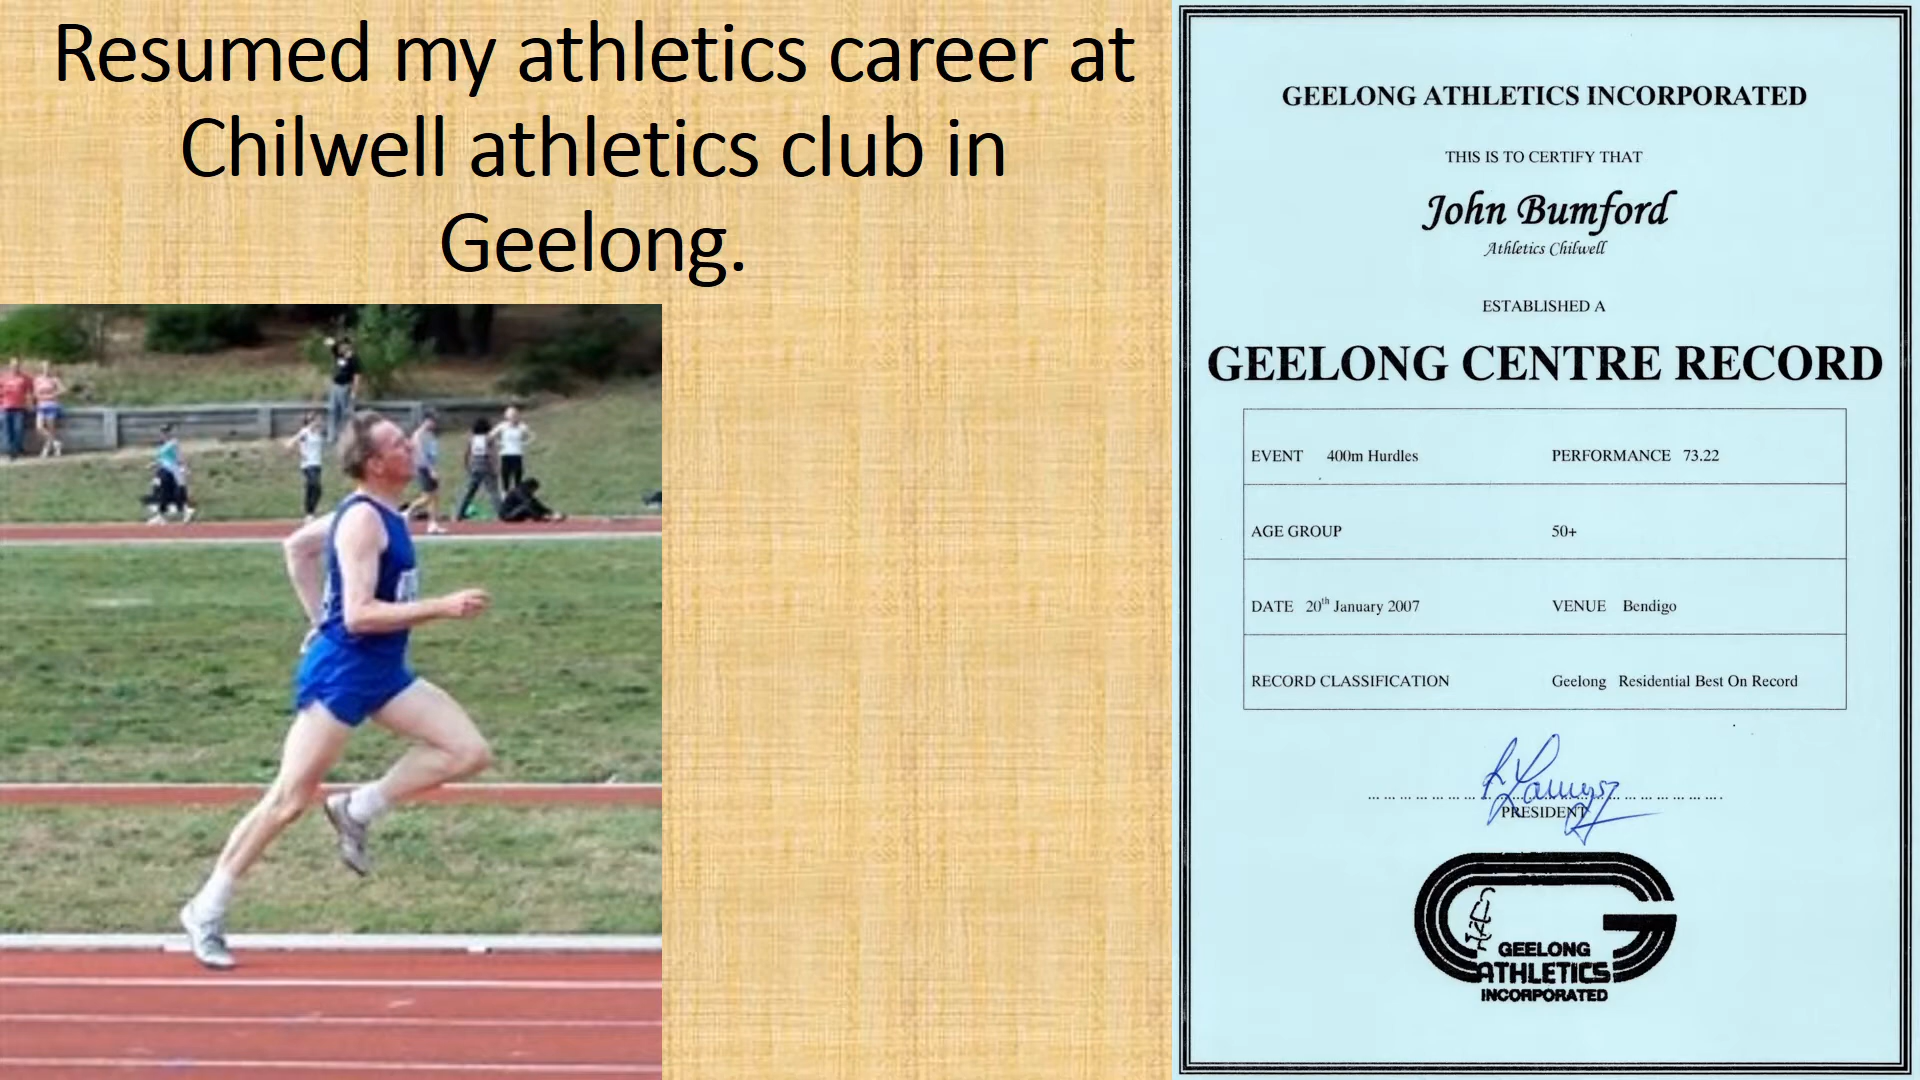 Resumed my athletics career at
Chilwell athletics club in
Geelong.
GEELONG ATHLETICS INCORPORATED
THIS IS TO CERTIFY THAT
John Bumford
Athletics Chilwell
ESTABLISHED A
GEELONG CENTRE RECORD
EVENT 400m Hurdles PERFORMANCE 73.22
AGE GROUP 50+
DATE 20th January 2007 VENUE Bendigo
RECORD CLASSIFICATION Geelong Residential Best On Record
PRESIDENT
GEELONG
ATHLETICS
INCORPORATED